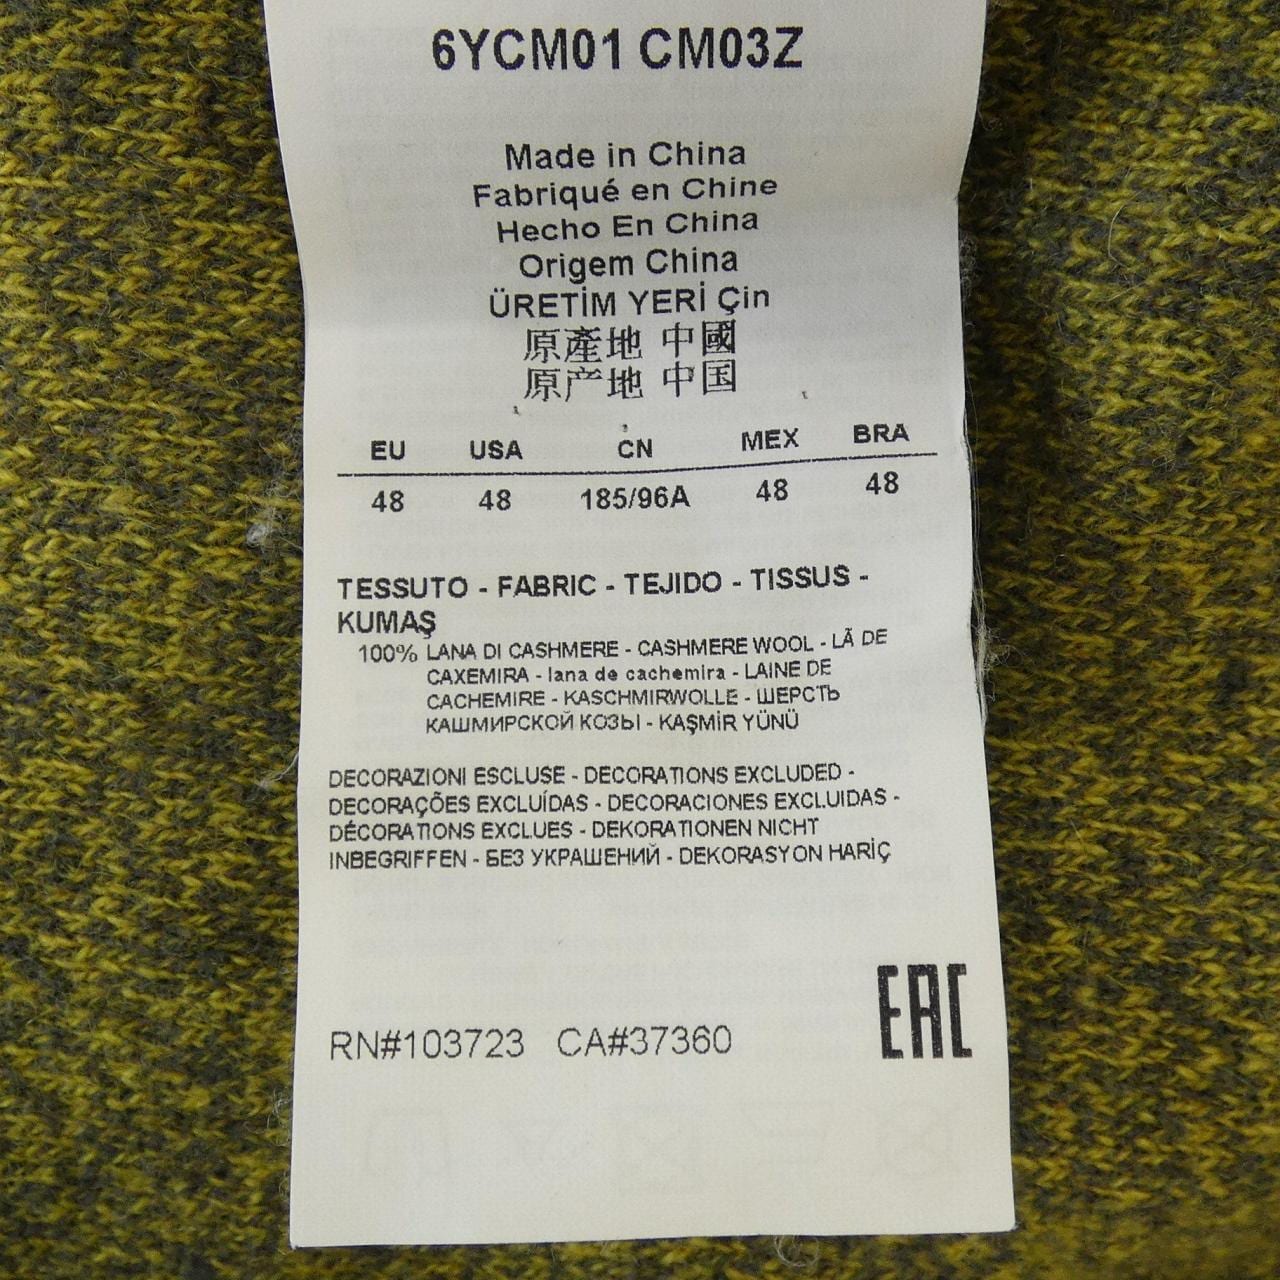 6YCM01 CM03Z
Made in China
Fabriqué en Chine
Hecho En China
Origem China
ÜRETİM YERİ Çin
原產地 中國
原产地 中国
EU USA CN MEX BRA
48 48 185/96A 48 48
TESSUTO - FABRIC - TEJIDO - TISSUS -
KUMAŞ
100% LANA DI CASHMERE - CASHMERE WOOL - LÃ DE
CAXEMIRA - lana de cachemira - LAINE DE
CACHEMIRE - KASCHMIRWOLLE - ШЕРСТЬ
КАШМИРСКОЙ КОЗЫ - KAŞMİR YÜNÜ
DECORAZIONI ESCLUSE - DECORATIONS EXCLUDED -
DECORAÇÕES EXCLUÍDAS - DECORACIONES EXCLUIDAS -
DÉCORATIONS EXCLUES - DEKORATIONEN NICHT
INBEGRIFFEN - БЕЗ УКРАШЕНИЙ - DEKORASYON HARİÇ
EAC
RN#103723 CA#37360